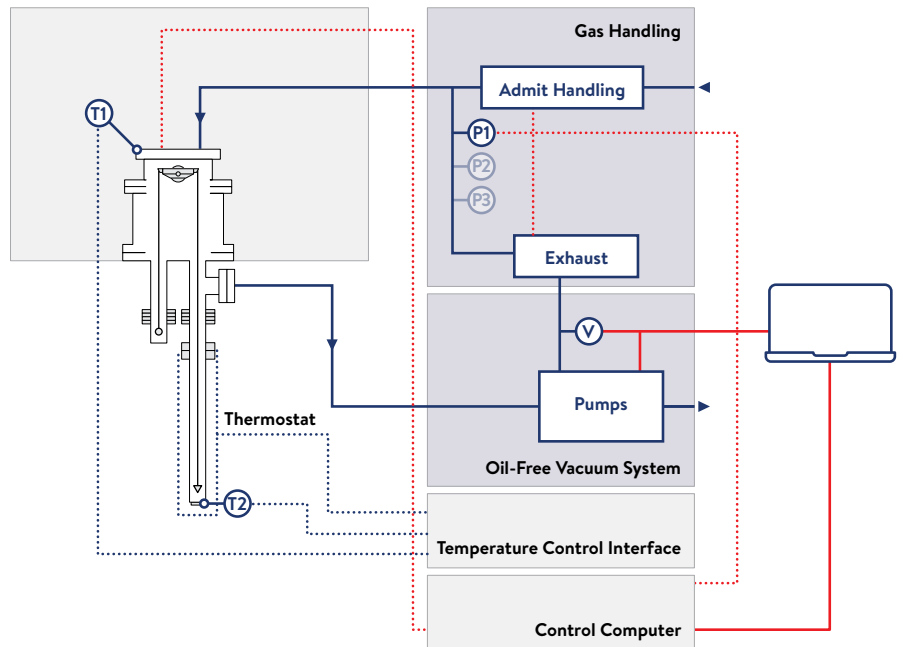 Gas Handling
Admit Handling
T1
P1
P2
P3
Exhaust
V
Pumps
Thermostat
Oil-Free Vacuum System
T2
Temperature Control Interface
Control Computer